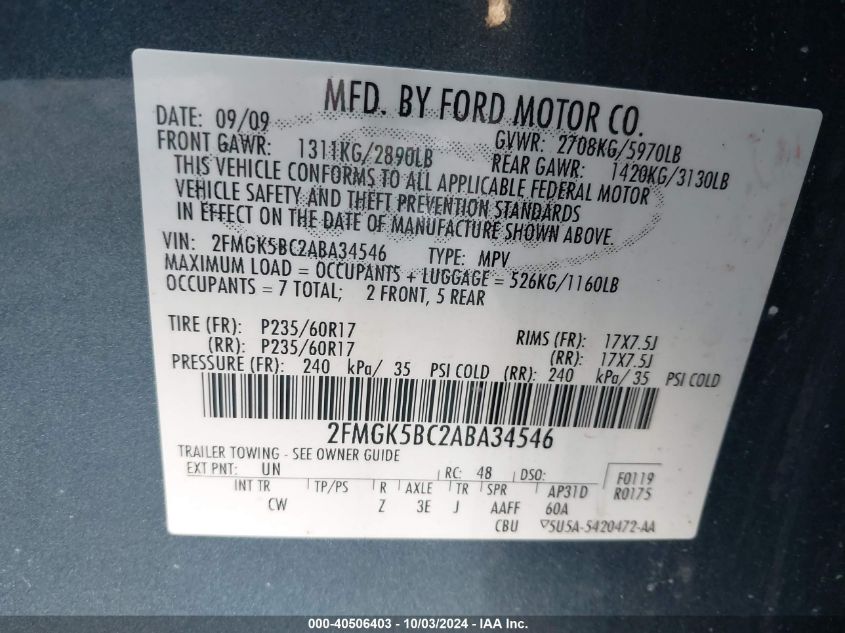 MFD. BY FORD MOTOR CO.
DATE: 09/09 GVWR: 2708KG/5970LB
FRONT GAWR: 1311KG/2890LB REAR GAWR: 1420KG/3130LB
THIS VEHICLE CONFORMS TO ALL APPLICABLE FEDERAL MOTOR
VEHICLE SAFETY AND THEFT PREVENTION STANDARDS
IN EFFECT ON THE DATE OF MANUFACTURE SHOWN ABOVE.
VIN: 2FMGK5BC2ABA34546 TYPE: MPV
MAXIMUM LOAD = OCCUPANTS + LUGGAGE = 526KG/1160LB
OCCUPANTS = 7 TOTAL; 2 FRONT, 5 REAR
TIRE (FR): P235/60R17 RIMS (FR): 17X7.5J
(RR): P235/60R17 (RR): 17X7.5J
PRESSURE (FR): 240 kPa/ 35 PSI COLD (RR): 240 kPa/ 35 PSI COLD
2FMGK5BC2ABA34546
TRAILER TOWING - SEE OWNER GUIDE
EXT PNT: UN RC: 48 DSO: F0119
INT TR TP/PS R AXLE TR SPR AP31D R0175
CW Z 3E J AAFF 60A
CBU 5U5A-5420472-AA
000-40506403 - 10/03/2024 - IAA Inc.